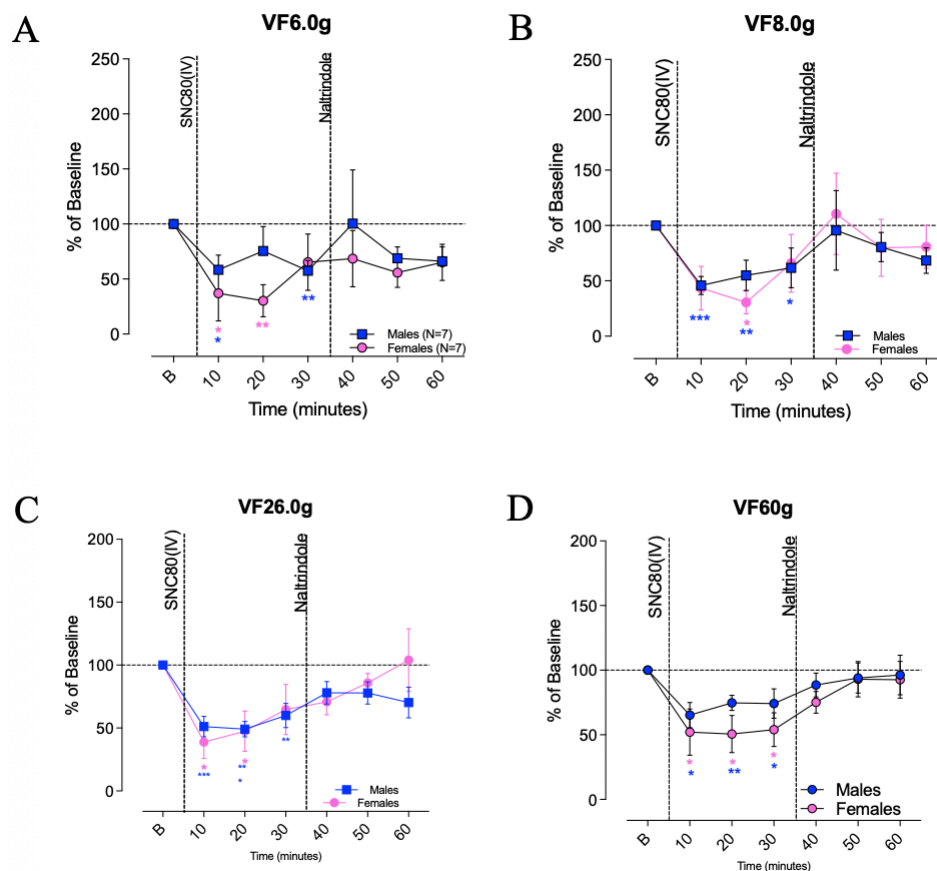 A
VF6.0g
SNC80(IV)
Naltrindole
% of Baseline
250
200
150
100
50
0
* ** **
*
Males (N=7)
Females (N=7)
B 10 20 30 40 50 60
Time (minutes)
B
VF8.0g
SNC80(IV)
Naltrindole
% of Baseline
250
200
150
100
50
0
*** * *
**
Males
Females
B 10 20 30 40 50 60
Time (minutes)
C
VF26.0g
SNC80(IV)
Naltrindole
% of Baseline
200
150
100
50
0
* * **
*** **
*
Males
Females
B 10 20 30 40 50 60
Time (minutes)
D
VF60g
SNC80(IV)
Naltrindole
% of Baseline
200
150
100
50
0
* * *
* ** *
Males
Females
B 10 20 30 40 50 60
Time (minutes)